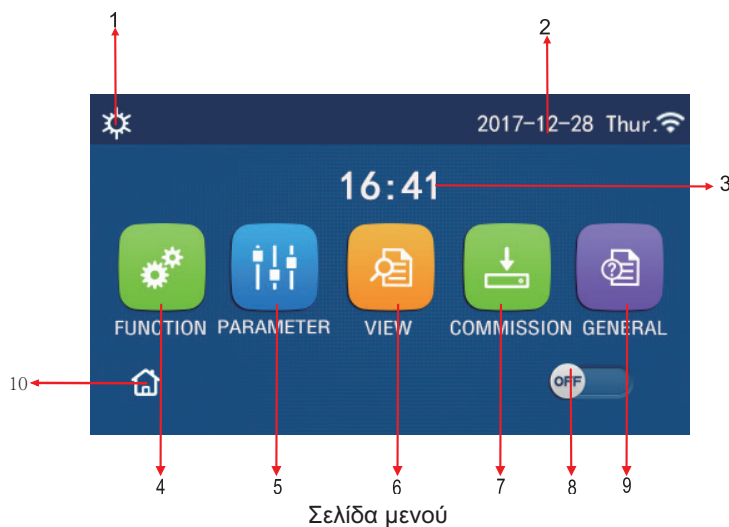 1
2
2017-12-28 Thur.
16:41
3
FUNCTION PARAMETER VIEW COMMISSION GENERAL
OFF
10
4 5 6 7 8 9
Σελίδα μενού